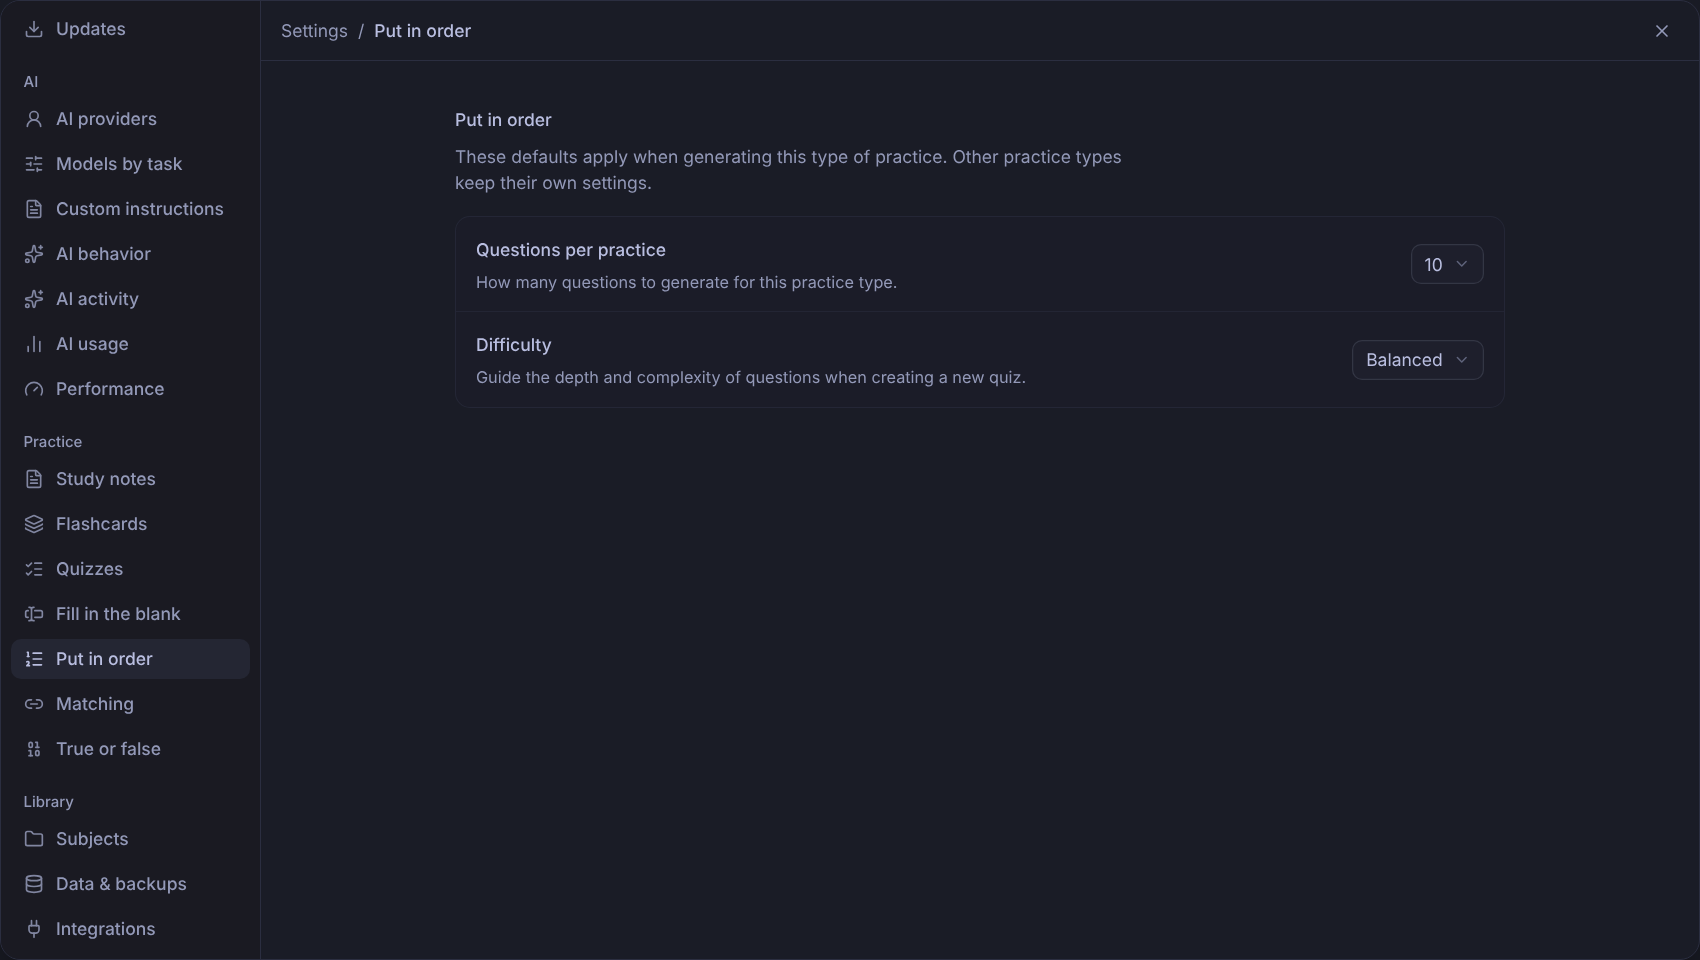 Updates
AI
AI providers
Models by task
Custom instructions
AI behavior
AI activity
AI usage
Performance
Practice
Study notes
Flashcards
Quizzes
Fill in the blank
Put in order
Matching
True or false
Library
Subjects
Data & backups
Integrations
Settings / Put in order
Put in order
These defaults apply when generating this type of practice. Other practice types
keep their own settings.
Questions per practice
How many questions to generate for this practice type.
10
Difficulty
Guide the depth and complexity of questions when creating a new quiz.
Balanced